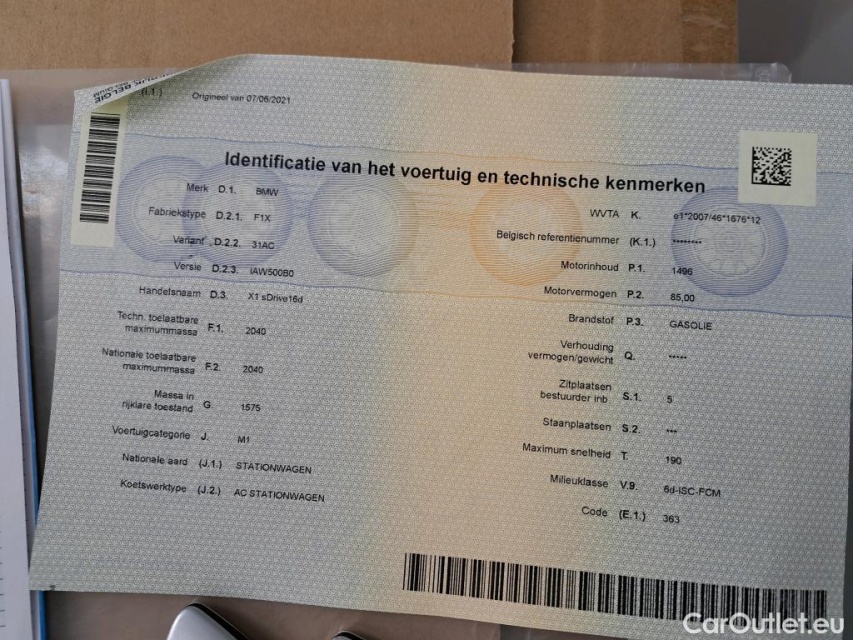 (I.1.)
Origineel van 07/06/2021
Identificatie van het voertuig en technische kenmerken
Merk D.1. BMW
Fabriekstype D.2.1. F1X
Variant D.2.2. 31AC
Versie D.2.3. IAW500B0
Handelsnaam D.3. X1 sDrive16d
Techn. toelaatbare
maximummassa F.1. 2040
Nationale toelaatbare
maximummassa F.2. 2040
Massa in
rijklare toestand G. 1575
Voertuigcategorie J. M1
Nationale aard (J.1.) STATIONWAGEN
Koetswerktype (J.2.) AC STATIONWAGEN
WVTA K. e1*2007/46*1676*12
Belgisch referentienummer (K.1.) --------
Motorinhoud P.1. 1496
Motorvermogen P.2. 85,00
Brandstof P.3. GASOLIE
Verhouding
vermogen/gewicht Q. -----
Zitplaatsen
bestuurder inb. S.1. 5
Staanplaatsen S.2. ---
Maximum snelheid T. 190
Milieuklasse V.9. 6d-ISC-FCM
Code (E.1.) 363
CarOutlet.eu